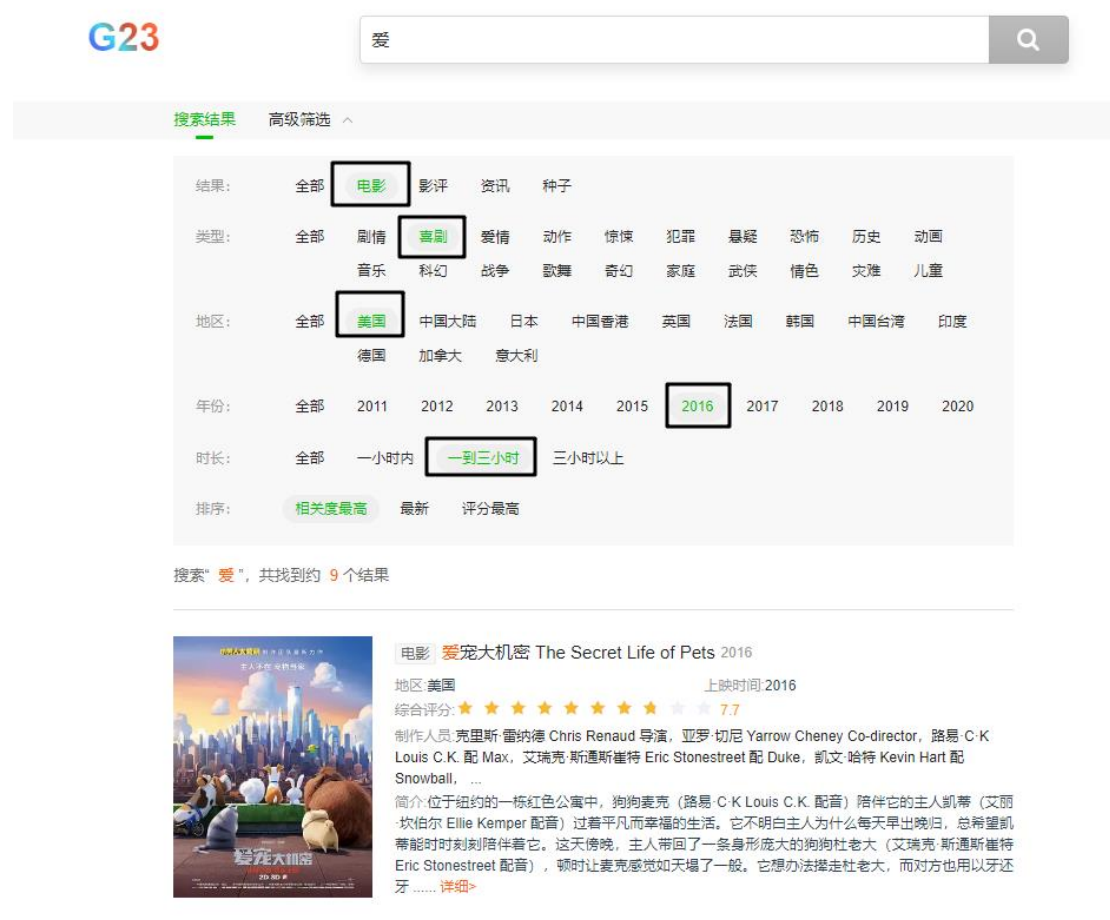 G23
爱
搜索结果 高级筛选
结果: 全部 电影 影评 资讯 种子
类型: 全部 剧情 喜剧 爱情 动作 惊悚 犯罪 悬疑 恐怖 历史 动画
音乐 科幻 战争 歌舞 奇幻 家庭 武侠 情色 灾难 儿童
地区: 全部 美国 中国大陆 日本 中国香港 英国 法国 韩国 中国台湾 印度
德国 加拿大 意大利
年份: 全部 2011 2012 2013 2014 2015 2016 2017 2018 2019 2020
时长: 全部 一小时内 一到三小时 三小时以上
排序: 相关度最高 最新 评分最高
搜索“ 爱 ”，共找到约 9 个结果
电影 爱宠大机密 The Secret Life of Pets 2016
地区:美国 上映时间:2016
综合评分: 7.7
制作人员:克里斯·雷纳德 Chris Renaud 导演，亚罗·切尼 Yarrow Cheney Co-director，路易·C·K
Louis C.K. 配 Max，艾瑞克·斯通斯崔特 Eric Stonestreet 配 Duke，凯文·哈特 Kevin Hart 配
Snowball， ...
简介:位于纽约的一栋红色公寓中，狗狗麦克（路易·C·K Louis C.K. 配音）陪伴它的主人凯蒂（艾丽
·坎伯尔 Ellie Kemper 配音）过着平凡而幸福的生活。它不明白主人为什么每天早出晚归，总希望凯
蒂能时时刻刻陪伴着它。这天傍晚，主人带回了一条身形庞大的狗狗杜老大（艾瑞克·斯通斯崔特
Eric Stonestreet 配音），顿时让麦克感觉如天塌了一般。它想办法撵走杜老大，而对方也用以牙还
牙 ...... 详细>
爱宠大机密